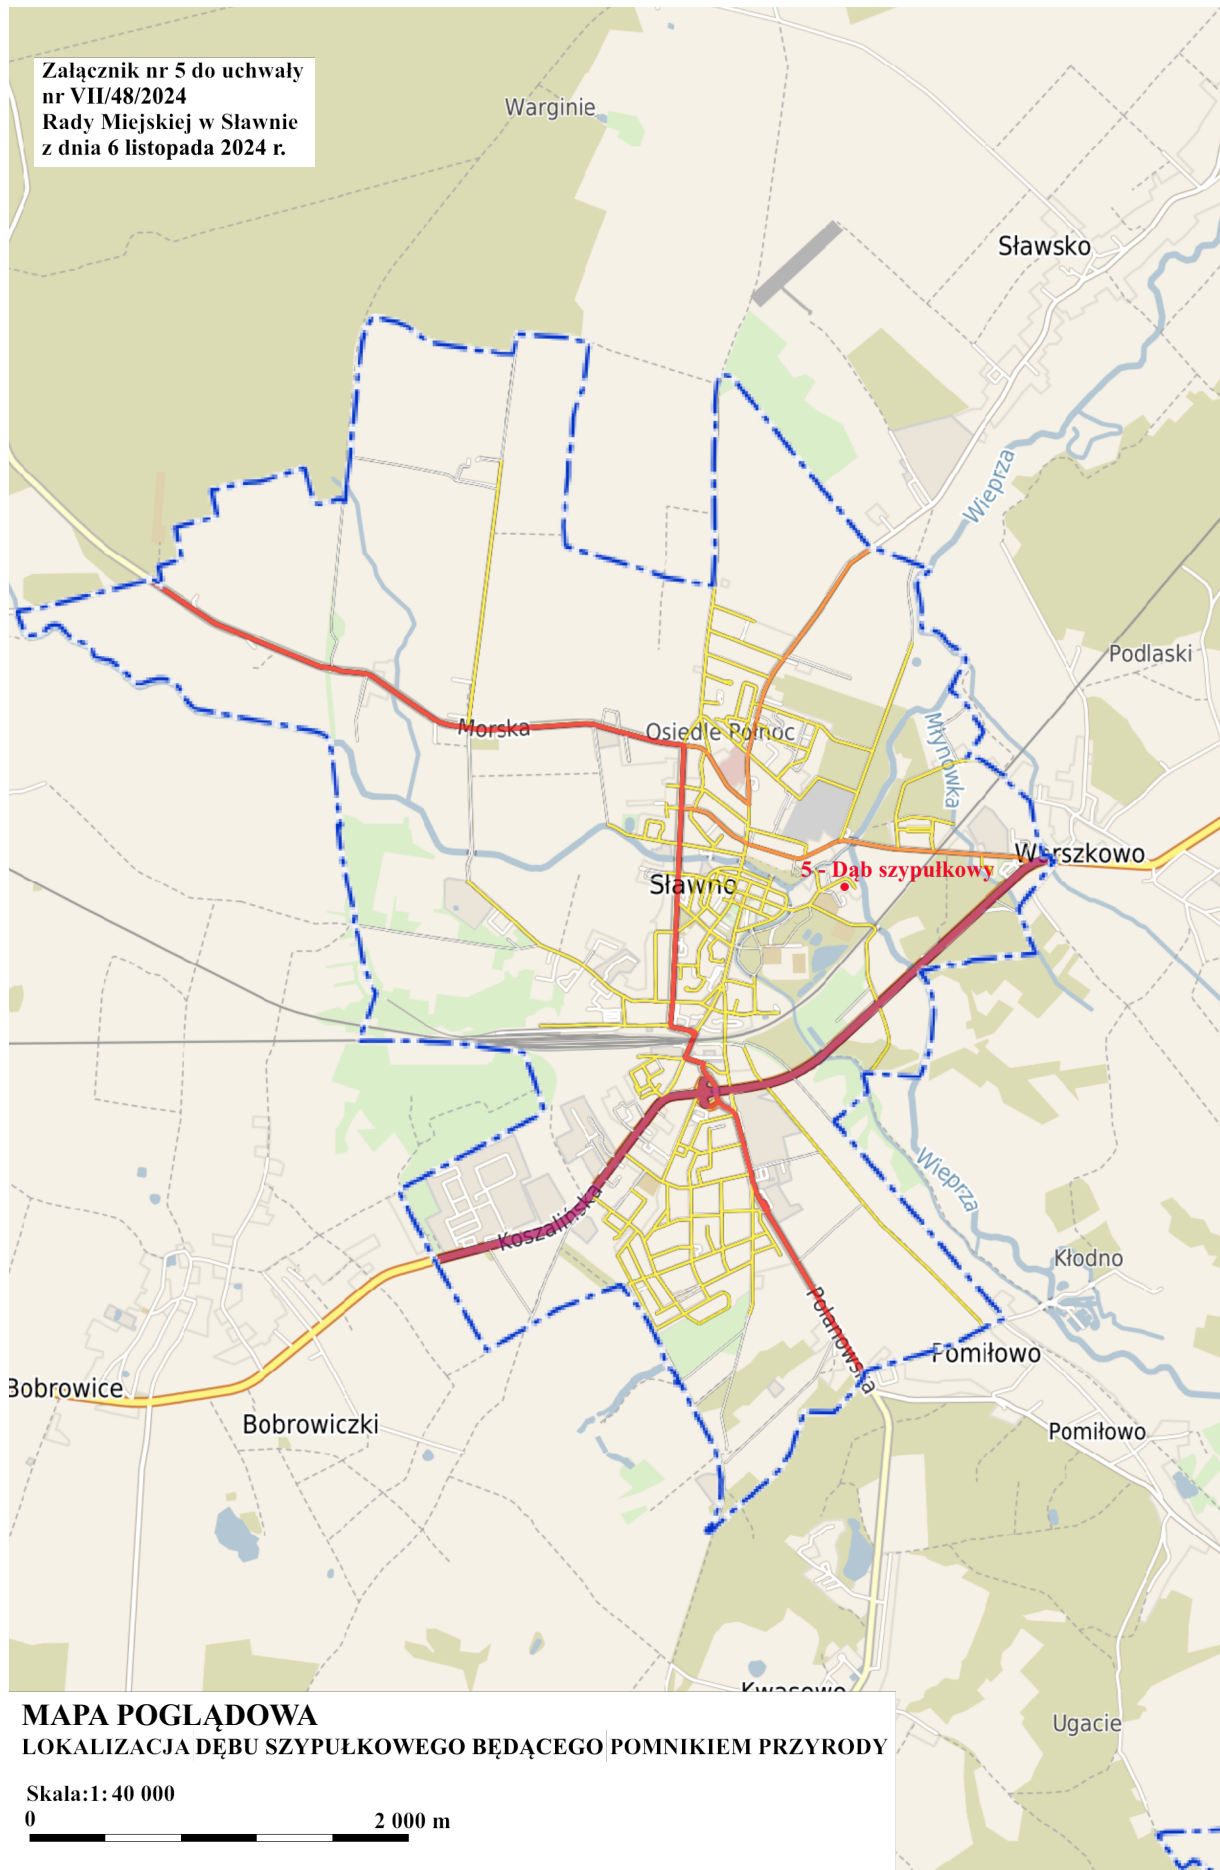 Załącznik nr 5 do uchwały
nr VII/48/2024
Rady Miejskiej w Sławnie
z dnia 6 listopada 2024 r.
Warginie
Sławsko
Wieprza
Podlaski
Morska
Osiedle Północ
Młynówka
Warszkowo
5 - Dąb szypułkowy
Sławno
Wieprza
Koszalińska
Kłodno
Polanowska
Pomiłowo
Bobrowice
Bobrowiczki
Pomiłowo
Kwasowo
Ugacie
MAPA POGLĄDOWA
LOKALIZACJA DĘBU SZYPUŁKOWEGO BĘDĄCEGO POMNIKIEM PRZYRODY
Skala:1: 40 000
0 2 000 m